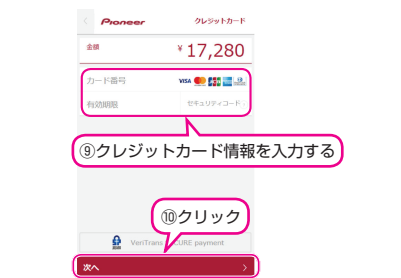 Pioneer クレジットカード
金額 ¥ 17,280
カード番号 VISA
有効期限 セキュリティコード
⑨クレジットカード情報を入力する
⑩クリック
VeriTrans CURE payment
次へ